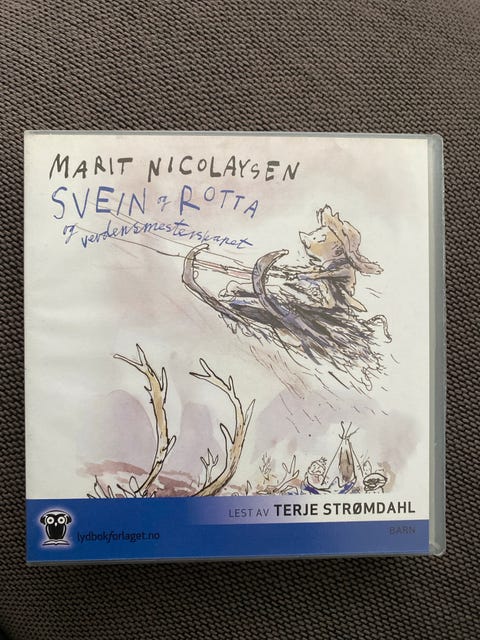 MARIT NICOLAYSEN
SVEIN og ROTTA
og verdensmesterskapet
LEST AV TERJE STRØMDAHL
lydbokforlaget.no
BARN